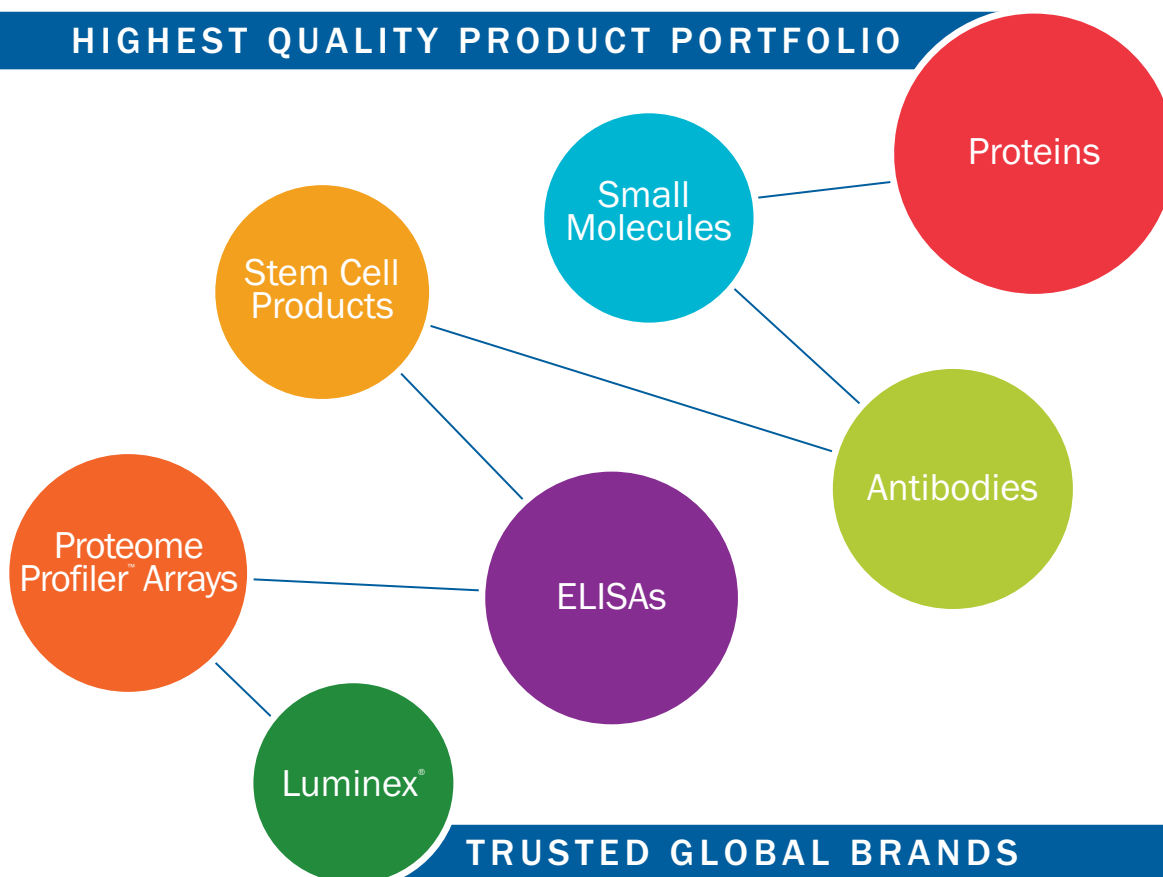 HIGHEST QUALITY PRODUCT PORTFOLIO
Proteins
Small
Molecules
Stem Cell
Products
Antibodies
Proteome
Profiler™ Arrays
ELISAs
Luminex®
TRUSTED GLOBAL BRANDS